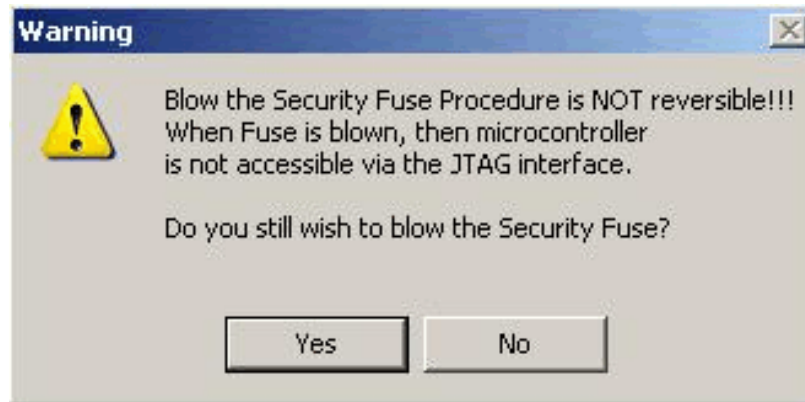 Warning
Blow the Security Fuse Procedure is NOT reversible!!!
When Fuse is blown, then microcontroller
is not accessible via the JTAG interface.
Do you still wish to blow the Security Fuse?
Yes
No